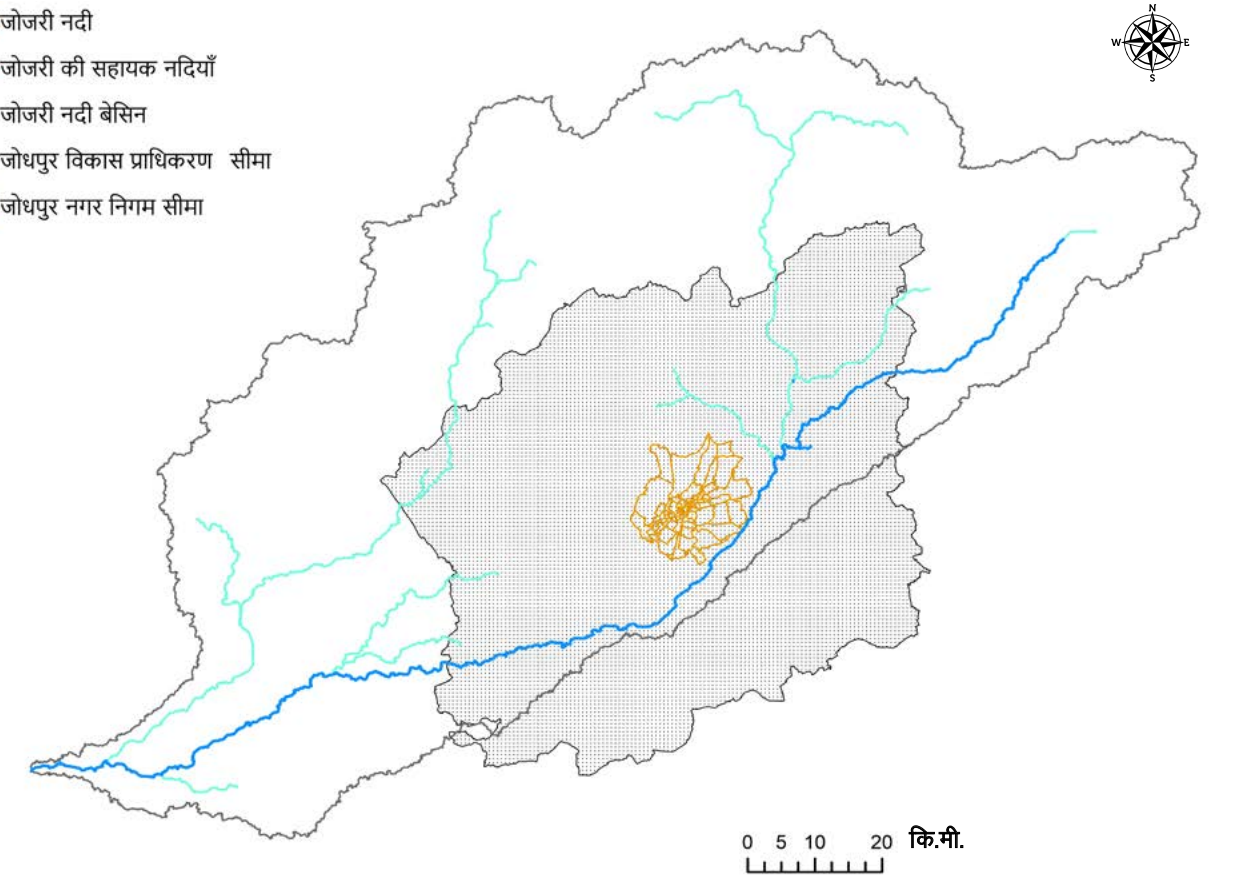 जोजरी नदी
जोजरी की सहायक नदियाँ
जोजरी नदी बेसिन
जोधपुर विकास प्राधिकरण सीमा
जोधपुर नगर निगम सीमा
N
W E
S
0 5 10 20 कि.मी.